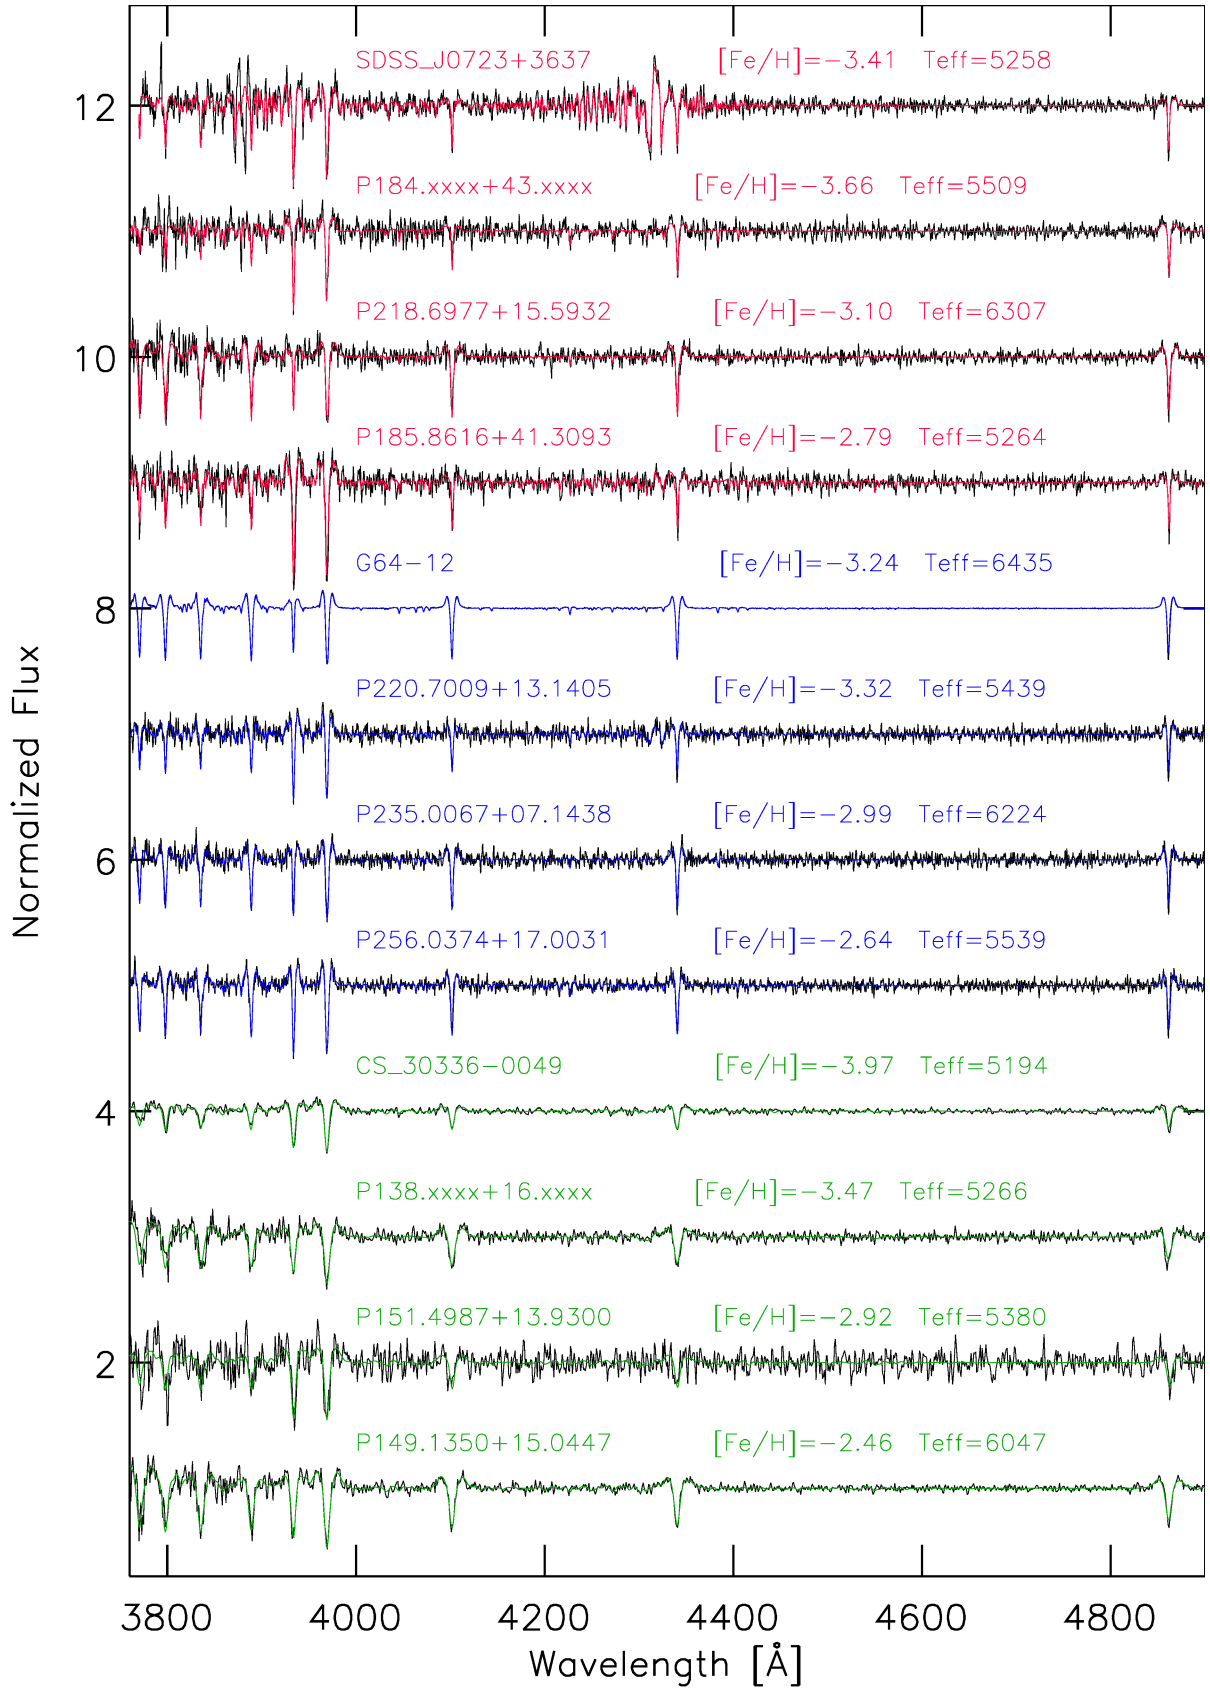 SDSS_J0723+3637 [Fe/H]=−3.41 Teff=5258
12
P184.xxxx+43.xxxx [Fe/H]=−3.66 Teff=5509
P218.6977+15.5932 [Fe/H]=−3.10 Teff=6307
10
P185.8616+41.3093 [Fe/H]=−2.79 Teff=5264
G64−12 [Fe/H]=−3.24 Teff=6435
8
P220.7009+13.1405 [Fe/H]=−3.32 Teff=5439
P235.0067+07.1438 [Fe/H]=−2.99 Teff=6224
6
P256.0374+17.0031 [Fe/H]=−2.64 Teff=5539
CS_30336−0049 [Fe/H]=−3.97 Teff=5194
4
P138.xxxx+16.xxxx [Fe/H]=−3.47 Teff=5266
P151.4987+13.9300 [Fe/H]=−2.92 Teff=5380
2
P149.1350+15.0447 [Fe/H]=−2.46 Teff=6047
Normalized Flux
3800 4000 4200 4400 4600 4800
Wavelength [Å]